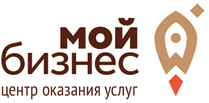 мой
бизнес
центр оказания услуг